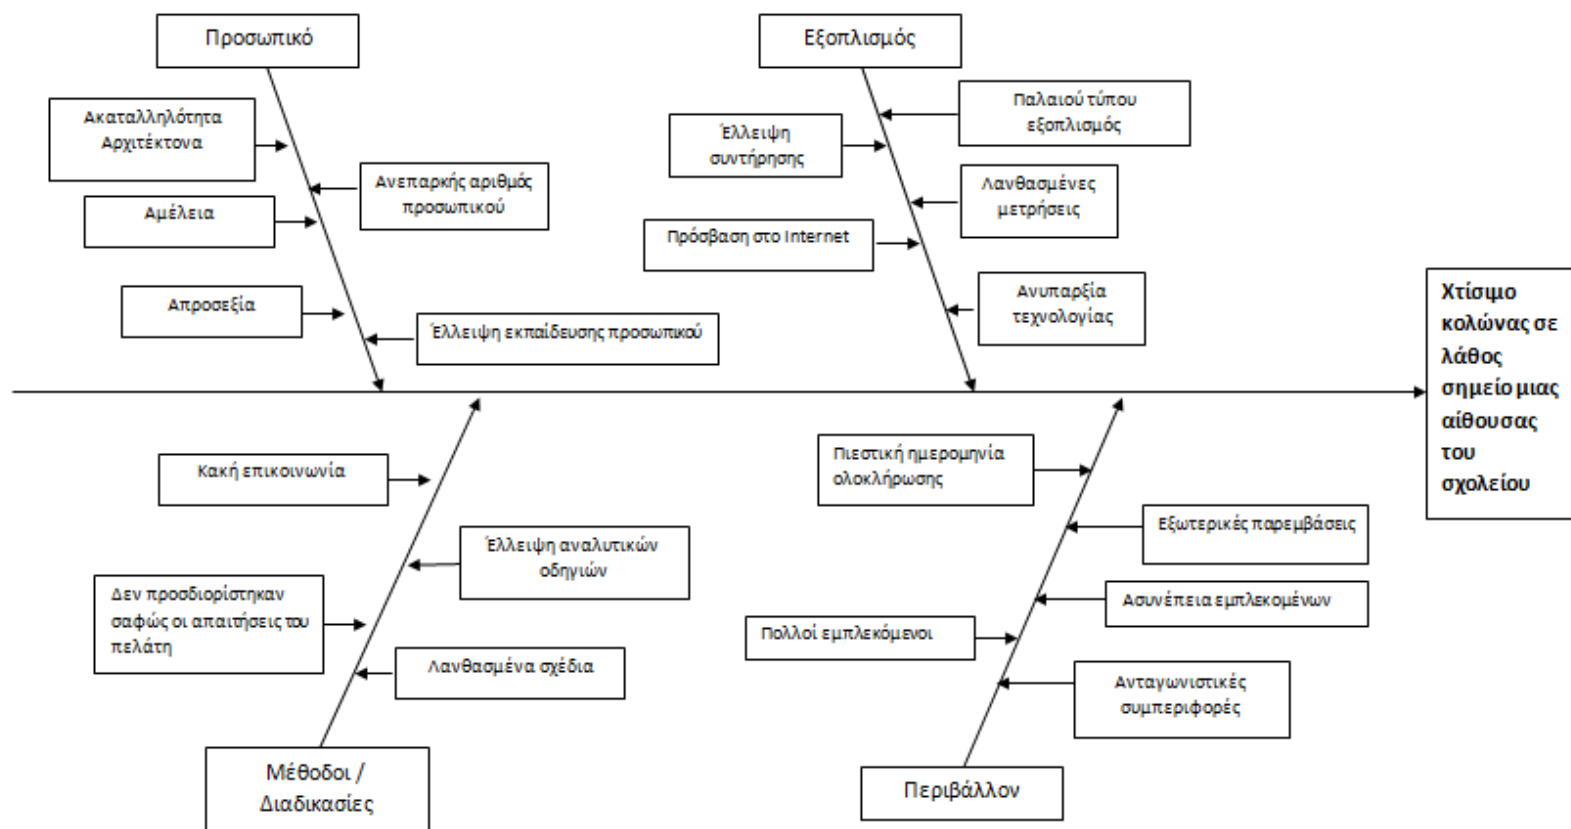 Προσωπικό
Ακαταλληλότητα
Αρχιτέκτονα
Ανεπαρκής αριθμός
προσωπικού
Αμέλεια
Απροσεξία
Έλλειψη εκπαίδευσης προσωπικού
Εξοπλισμός
Παλαιού τύπου
εξοπλισμός
Έλλειψη
συντήρησης
Λανθασμένες
μετρήσεις
Πρόσβαση στο Internet
Ανυπαρξία
τεχνολογίας
Χτίσιμο
κολώνας σε
λάθος
σημείο μιας
αίθουσας
του
σχολείου
Κακή επικοινωνία
Έλλειψη αναλυτικών
οδηγιών
Δεν προσδιορίστηκαν
σαφώς οι απαιτήσεις του
πελάτη
Λανθασμένα σχέδια
Μέθοδοι /
Διαδικασίες
Πιεστική ημερομηνία
ολοκλήρωσης
Εξωτερικές παρεμβάσεις
Ασυνέπεια εμπλεκομένων
Πολλοί εμπλεκόμενοι
Ανταγωνιστικές
συμπεριφορές
Περιβάλλον